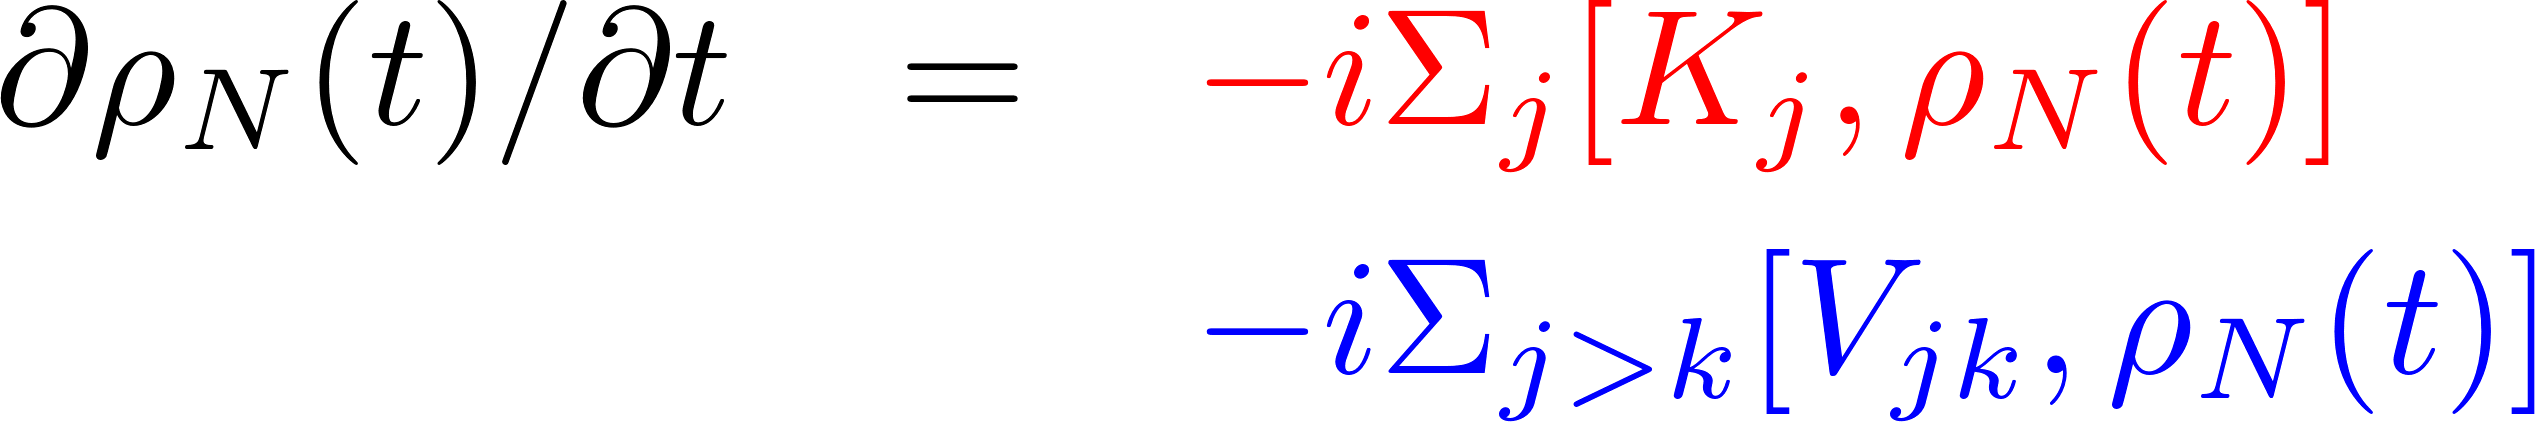 ∂ρ_N(t)/∂t = −iΣ_j[K_j, ρ_N(t)]
−iΣ_{j>k}[V_{jk}, ρ_N(t)]